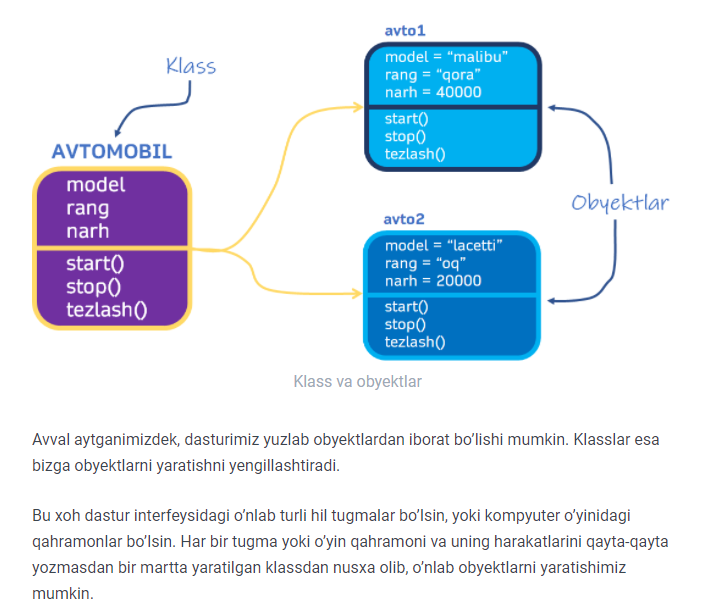 Klass
AVTOMOBIL
model
rang
narh
start()
stop()
tezlash()
avto1
model = “malibu”
rang = “qora”
narh = 40000
start()
stop()
tezlash()
Obyektlar
avto2
model = “lacetti”
rang = “oq”
narh = 20000
start()
stop()
tezlash()
Klass va obyektlar
Avval aytganimizdek, dasturimiz yuzlab obyektlardan iborat bo’lishi mumkin. Klasslar esa
bizga obyektlarni yaratishni yengillashtiradi.
Bu xoh dastur interfeysidagi o’nlab turli hil tugmalar bo’lsin, yoki kompyuter o’yinidagi
qahramonlar bo’lsin. Har bir tugma yoki o’yin qahramoni va uning harakatlarini qayta-qayta
yozmasdan bir martta yaratilgan klassdan nusxa olib, o’nlab obyektlarni yaratishimiz
mumkin.